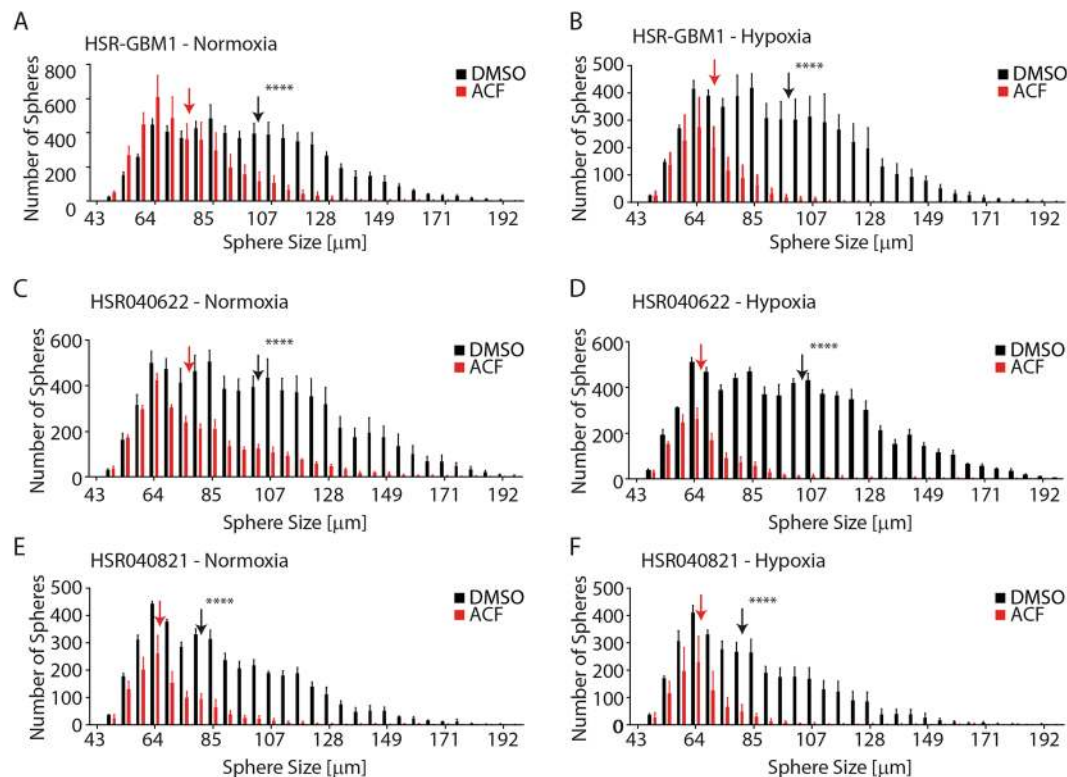 A
HSR-GBM1 - Normoxia
****
DMSO
ACF
Number of Spheres
800
600
400
200
0
43 64 85 107 128 149 171 192
Sphere Size [μm]
B
HSR-GBM1 - Hypoxia
****
DMSO
ACF
Number of Spheres
500
400
300
200
100
0
43 64 85 107 128 149 171 192
Sphere Size [μm]
C
HSR040622 - Normoxia
****
DMSO
ACF
Number of Spheres
600
400
200
0
43 64 85 107 128 149 171 192
Sphere Size [μm]
D
HSR040622 - Hypoxia
****
DMSO
ACF
Number of Spheres
600
400
200
0
43 64 85 107 128 149 171 192
Sphere Size [μm]
E
HSR040821 - Normoxia
****
DMSO
ACF
Number of Spheres
500
400
300
200
100
0
43 64 85 107 128 149 171 192
Sphere Size [μm]
F
HSR040821 - Hypoxia
****
DMSO
ACF
Number of Spheres
500
400
300
200
100
0
43 64 85 107 128 149 171 192
Sphere Size [μm]